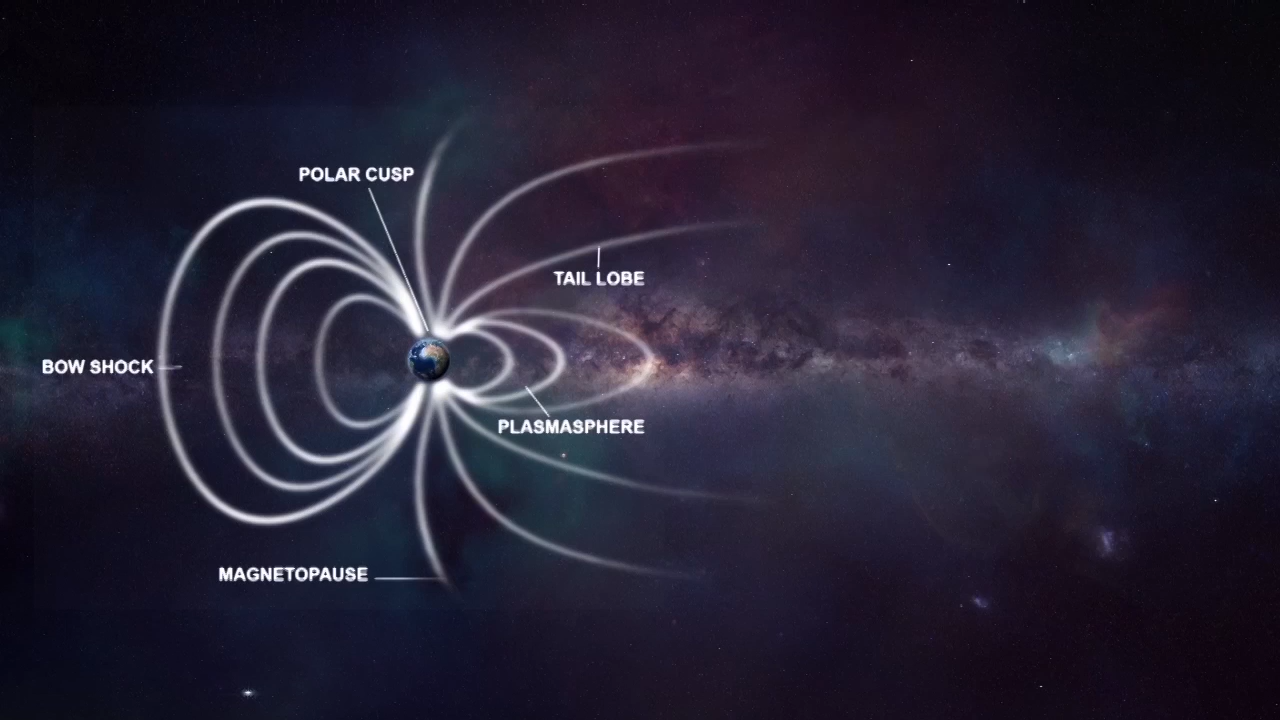 POLAR CUSP
TAIL LOBE
BOW SHOCK
PLASMASPHERE
MAGNETOPAUSE